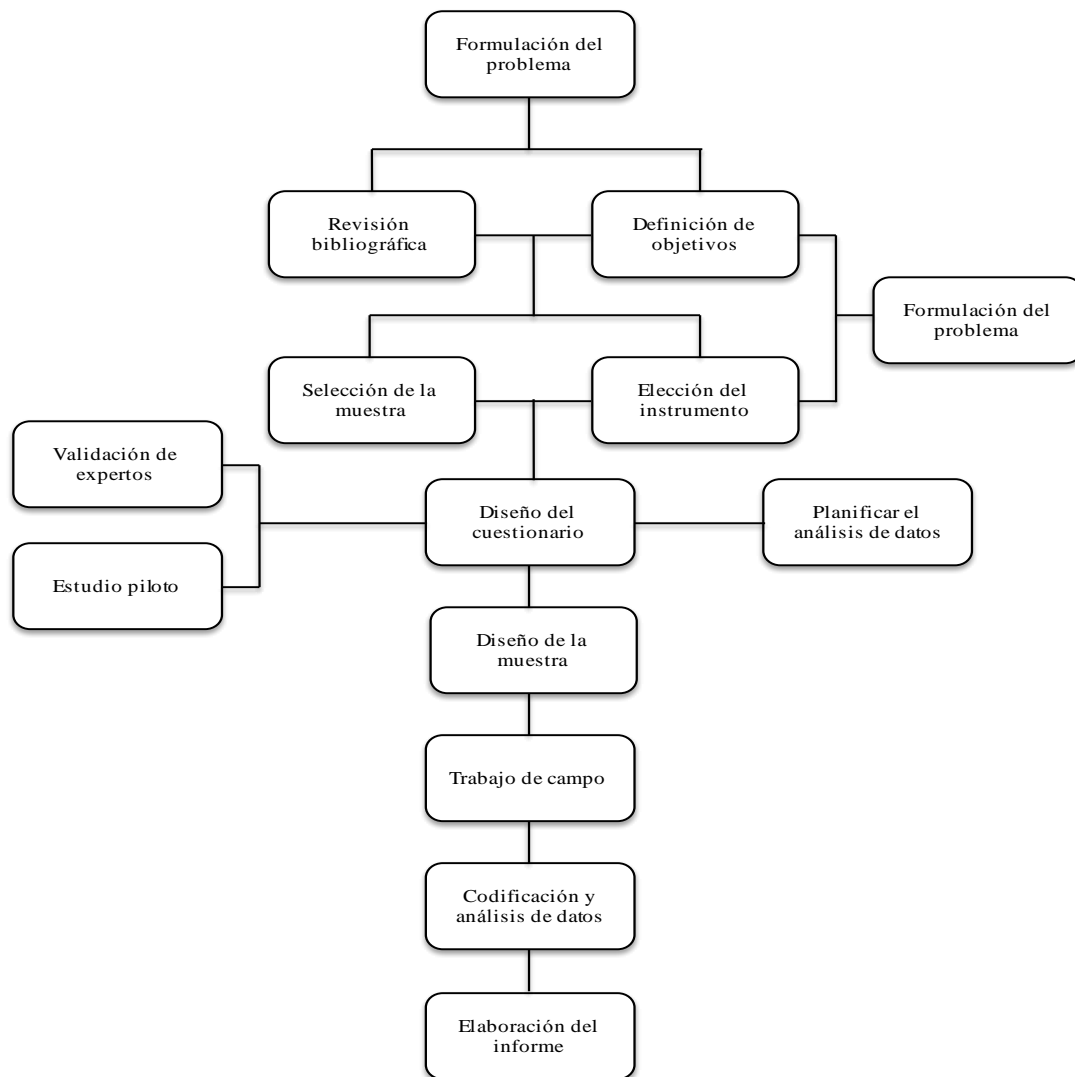 Formulación del
problema
Revisión
bibliográfica
Definición de
objetivos
Formulación del
problema
Selección de la
muestra
Elección del
instrumento
Validación de
expertos
Diseño del
cuestionario
Planificar el
análisis de datos
Estudio piloto
Diseño de la
muestra
Trabajo de campo
Codificación y
análisis de datos
Elaboración del
informe